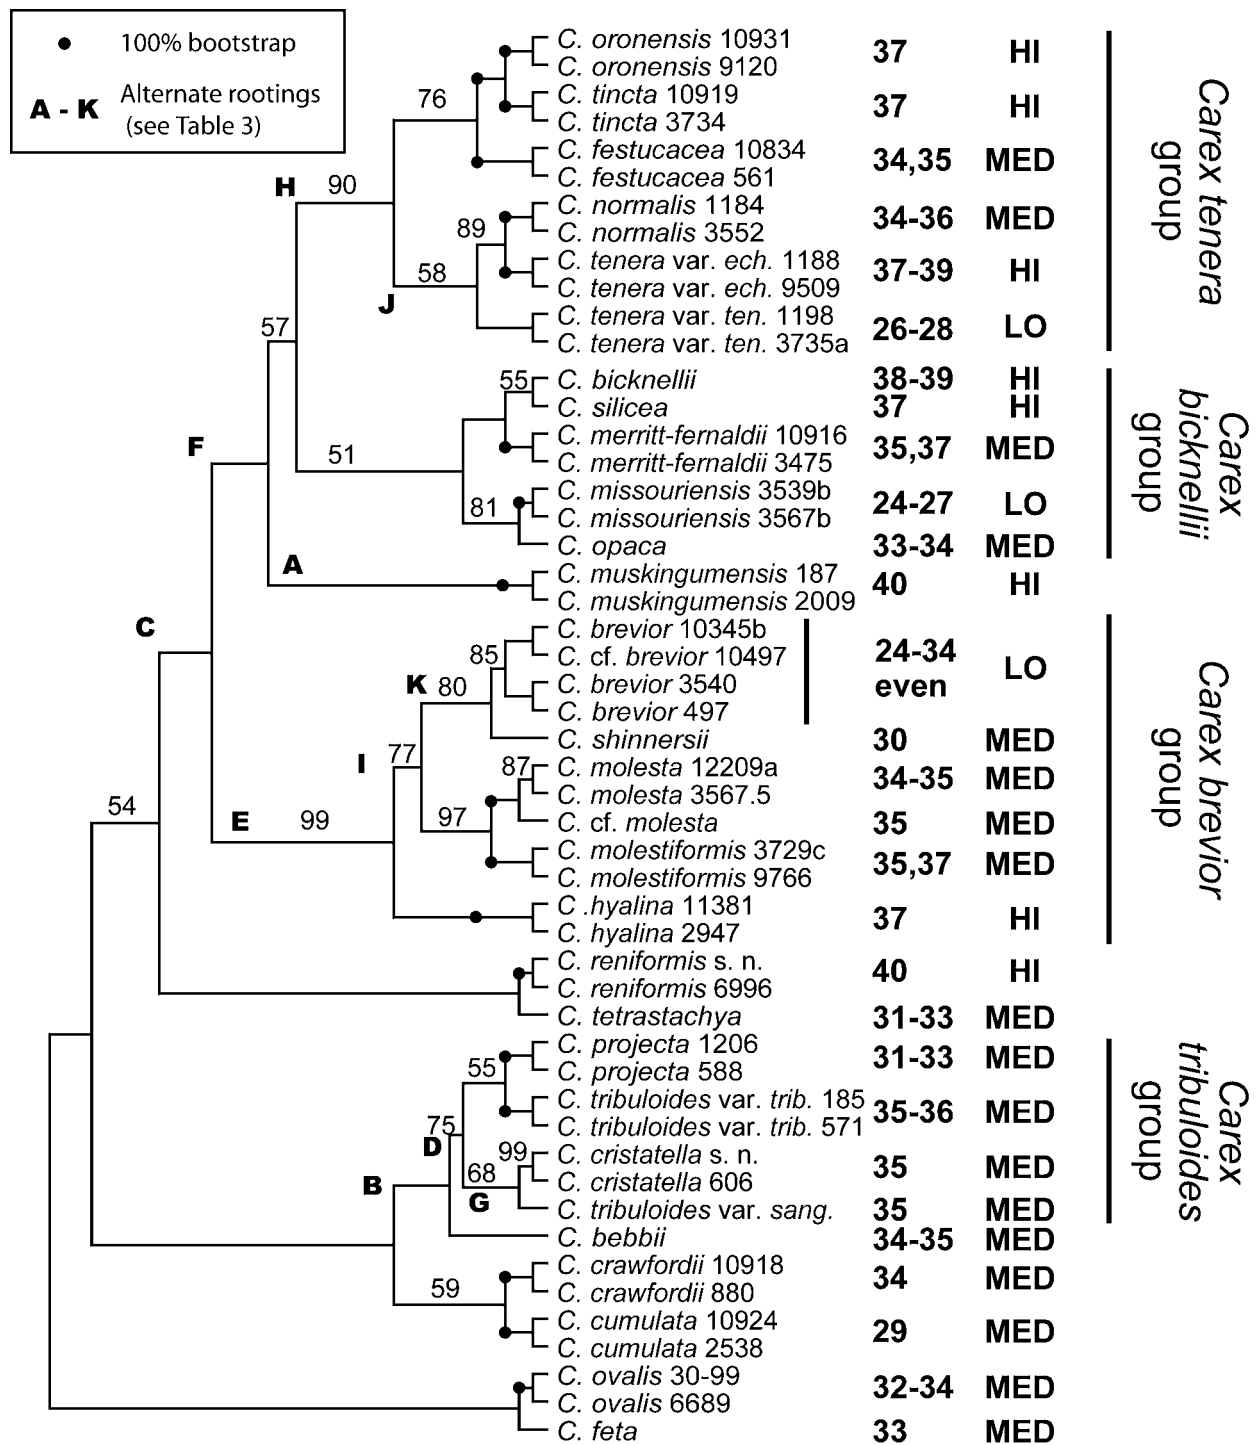 100% bootstrap
A - K Alternate rootings
(see Table 3)
C. oronensis 10931
C. oronensis 9120
37 HI
C. tincta 10919
C. tincta 3734
37 HI
76
C. festucacea 10834
C. festucacea 561
34,35 MED
H 90
C. normalis 1184
C. normalis 3552
34-36 MED
89
C. tenera var. ech. 1188
C. tenera var. ech. 9509
37-39 HI
58
J
C. tenera var. ten. 1198
C. tenera var. ten. 3735a
26-28 LO
Carex tenera
group
57
55
C. bicknellii 38-39 HI
C. silicea 37 HI
F
C. merritt-fernaldii 10916
C. merritt-fernaldii 3475
35,37 MED
51
C. missouriensis 3539b
C. missouriensis 3567b
24-27 LO
81
C. opaca 33-34 MED
Carex
bicknellii
group
A
C. muskingumensis 187
C. muskingumensis 2009
40 HI
C
C. brevior 10345b
C. cf. brevior 10497
C. brevior 3540
C. brevior 497
24-34
even
LO
85
K 80
C. shinnersii 30 MED
I 77
87
C. molesta 12209a
C. molesta 3567.5
34-35 MED
C. cf. molesta 35 MED
97
C. molestiformis 3729c
C. molestiformis 9766
35,37 MED
54
E 99
C .hyalina 11381
C. hyalina 2947
37 HI
Carex brevior
group
C. reniformis s. n.
C. reniformis 6996
40 HI
C. tetrastachya 31-33 MED
C. projecta 1206
C. projecta 588
31-33 MED
55
C. tribuloides var. trib. 185
C. tribuloides var. trib. 571
35-36 MED
75
D
99
C. cristatella s. n.
C. cristatella 606
35 MED
68
B
G
C. tribuloides var. sang. 35 MED
Carex
tribuloides
group
C. bebbii 34-35 MED
C. crawfordii 10918
C. crawfordii 880
34 MED
59
C. cumulata 10924
C. cumulata 2538
29 MED
C. ovalis 30-99
C. ovalis 6689
32-34 MED
C. feta 33 MED